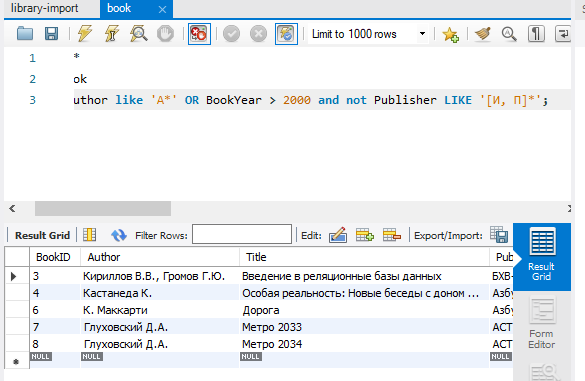 library-import book
Limit to 1000 rows
1 *
2 ok
3 uthor like 'A*' OR BookYear > 2000 and not Publisher LIKE '[И, П]*';
Result Grid Filter Rows: Edit: Export/Import:
BookID Author Title Pub
3 Кириллов В.В., Громов Г.Ю. Введение в реляционные базы данных БХВ-
4 Кастанеда К. Особая реальность: Новые беседы с доном ... Азбу
6 К. Маккарти Дорога Азбу
7 Глуховский Д.А. Метро 2033 АСТ
8 Глуховский Д.А. Метро 2034 АСТ
NULL NULL NULL NULL
Result
Grid
Form
Editor